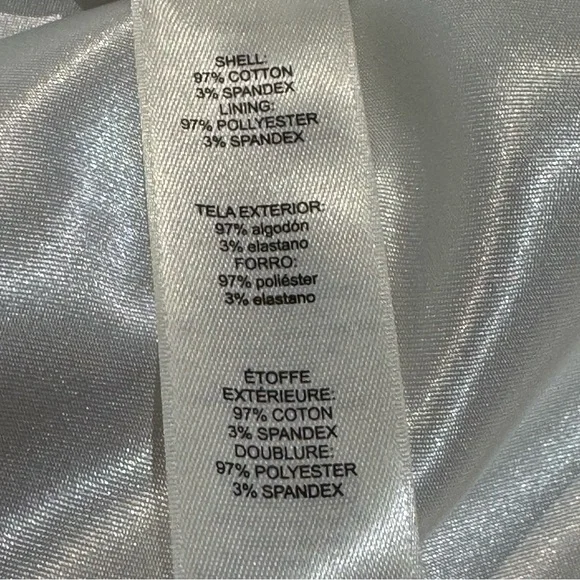 SHELL:
97% COTTON
3% SPANDEX
LINING:
97% POLLYESTER
3% SPANDEX
TELA EXTERIOR:
97% algodón
3% elastano
FORRO:
97% poliéster
3% elastano
ÉTOFFE
EXTÉRIEURE:
97% COTON
3% SPANDEX
DOUBLURE:
97% POLYESTER
3% SPANDEX